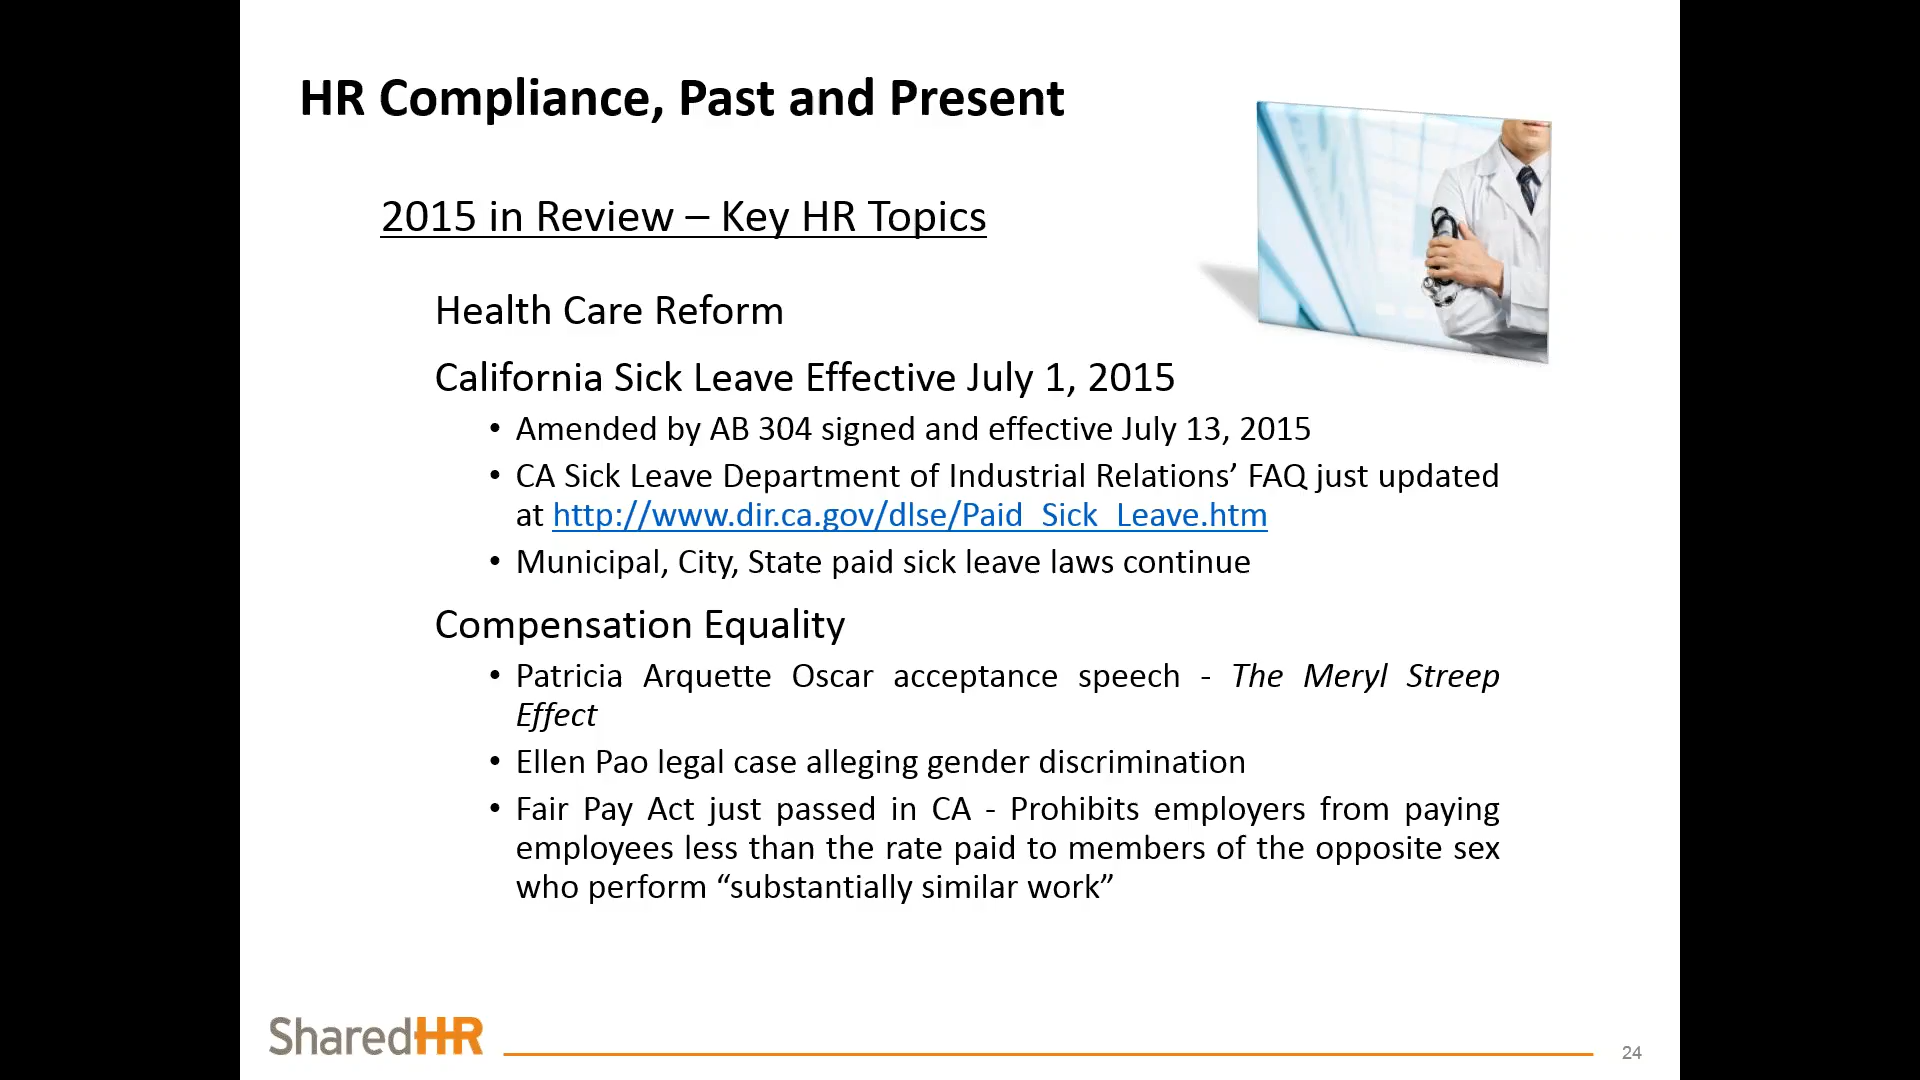 HR Compliance, Past and Present
2015 in Review – Key HR Topics
Health Care Reform
California Sick Leave Effective July 1, 2015
• Amended by AB 304 signed and effective July 13, 2015
• CA Sick Leave Department of Industrial Relations’ FAQ just updated
at http://www.dir.ca.gov/dlse/Paid_Sick_Leave.htm
• Municipal, City, State paid sick leave laws continue
Compensation Equality
• Patricia Arquette Oscar acceptance speech - The Meryl Streep
Effect
• Ellen Pao legal case alleging gender discrimination
• Fair Pay Act just passed in CA - Prohibits employers from paying
employees less than the rate paid to members of the opposite sex
who perform “substantially similar work”
SharedHR
24